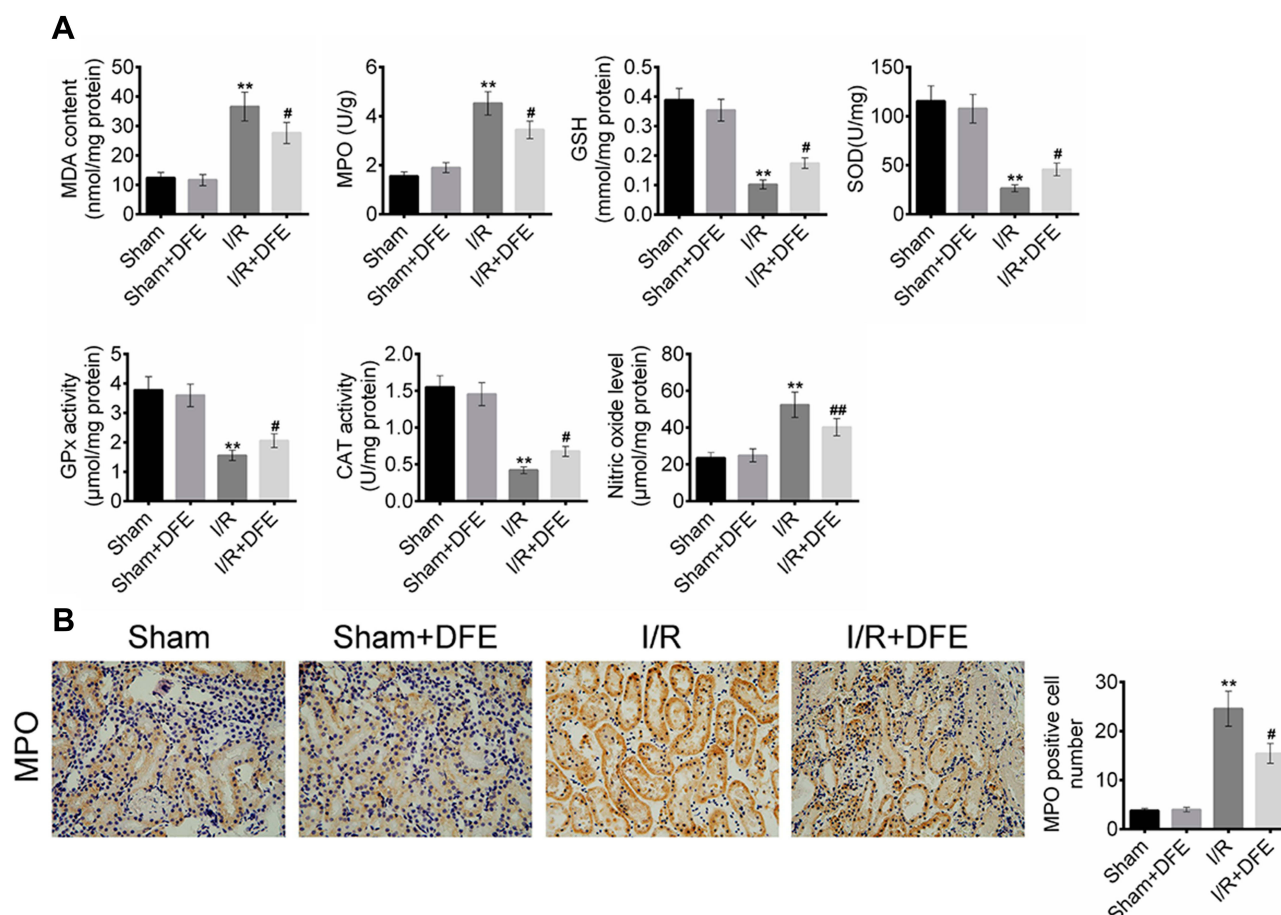 A
MDA content
(nmol/mg protein)
50
40
30
20
10
0
**
#
Sham
Sham+DFE
I/R
I/R+DFE
MPO (U/g)
6
4
2
0
**
#
Sham
Sham+DFE
I/R
I/R+DFE
GSH
(mmol/mg protein)
0.5
0.4
0.3
0.2
0.1
0.0
**
#
Sham
Sham+DFE
I/R
I/R+DFE
SOD(U/mg)
150
100
50
0
**
#
Sham
Sham+DFE
I/R
I/R+DFE
GPx activity
(μmol/mg protein)
5
4
3
2
1
0
**
#
Sham
Sham+DFE
I/R
I/R+DFE
CAT activity
(U/mg protein)
2.0
1.5
1.0
0.5
0.0
**
#
Sham
Sham+DFE
I/R
I/R+DFE
Nitric oxide level
(μmol/mg protein)
80
60
40
20
0
**
##
Sham
Sham+DFE
I/R
I/R+DFE
B
Sham
Sham+DFE
I/R
I/R+DFE
MPO
MPO positive cell
number
30
20
10
0
**
#
Sham
Sham+DFE
I/R
I/R+DFE